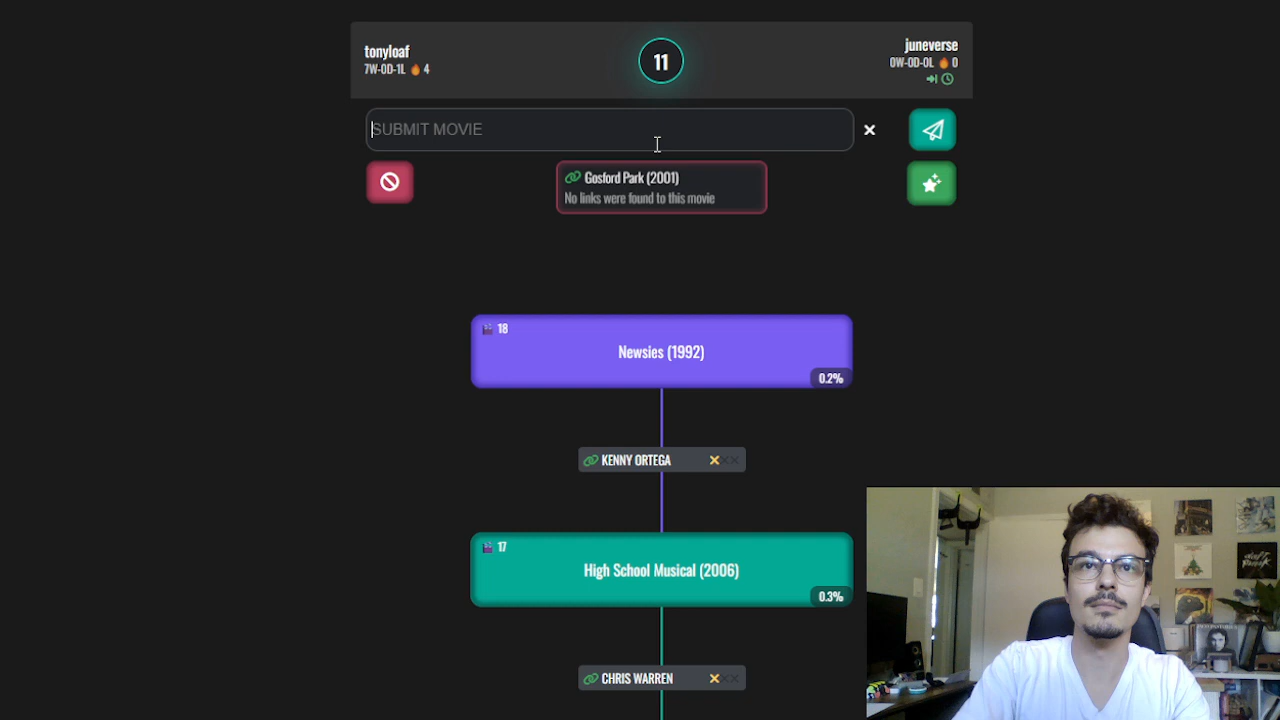 tonyloaf
7W-0D-1L 🔥 4
11
juneverse
0W-0D-0L 🔥 0
SUBMIT MOVIE
Gosford Park (2001)
No links were found to this movie
18
Newsies (1992)
0.2%
KENNY ORTEGA
17
High School Musical (2006)
0.3%
CHRIS WARREN